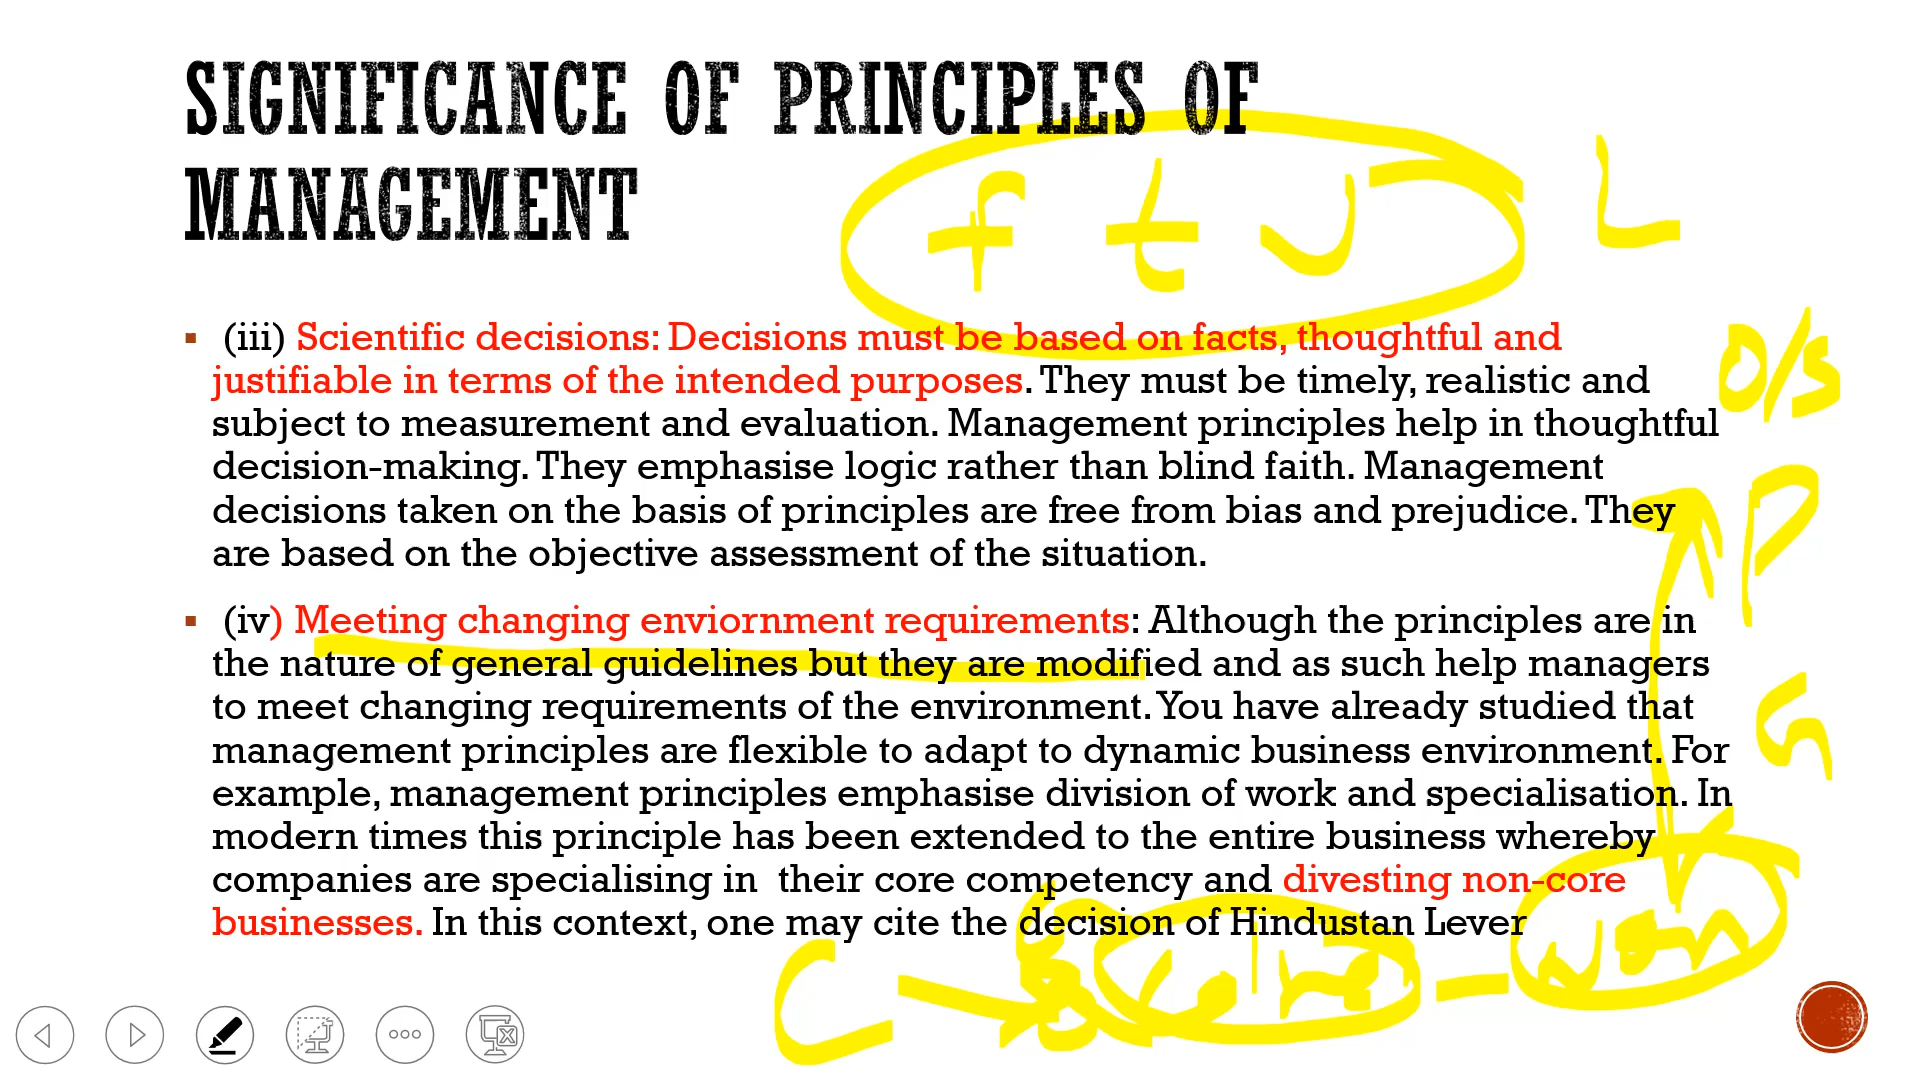 SIGNIFICANCE OF PRINCIPLES OF
MANAGEMENT
f t J L
(iii) Scientific decisions: Decisions must be based on facts, thoughtful and
justifiable in terms of the intended purposes. They must be timely, realistic and
subject to measurement and evaluation. Management principles help in thoughtful
decision-making. They emphasise logic rather than blind faith. Management
decisions taken on the basis of principles are free from bias and prejudice. They
are based on the objective assessment of the situation.
O/S
P
(iv) Meeting changing enviornment requirements: Although the principles are in
the nature of general guidelines but they are modified and as such help managers
to meet changing requirements of the environment. You have already studied that
management principles are flexible to adapt to dynamic business environment. For
example, management principles emphasise division of work and specialisation. In
modern times this principle has been extended to the entire business whereby
companies are specialising in  their core competency and divesting non-core
businesses. In this context, one may cite the decision of Hindustan Lever
C